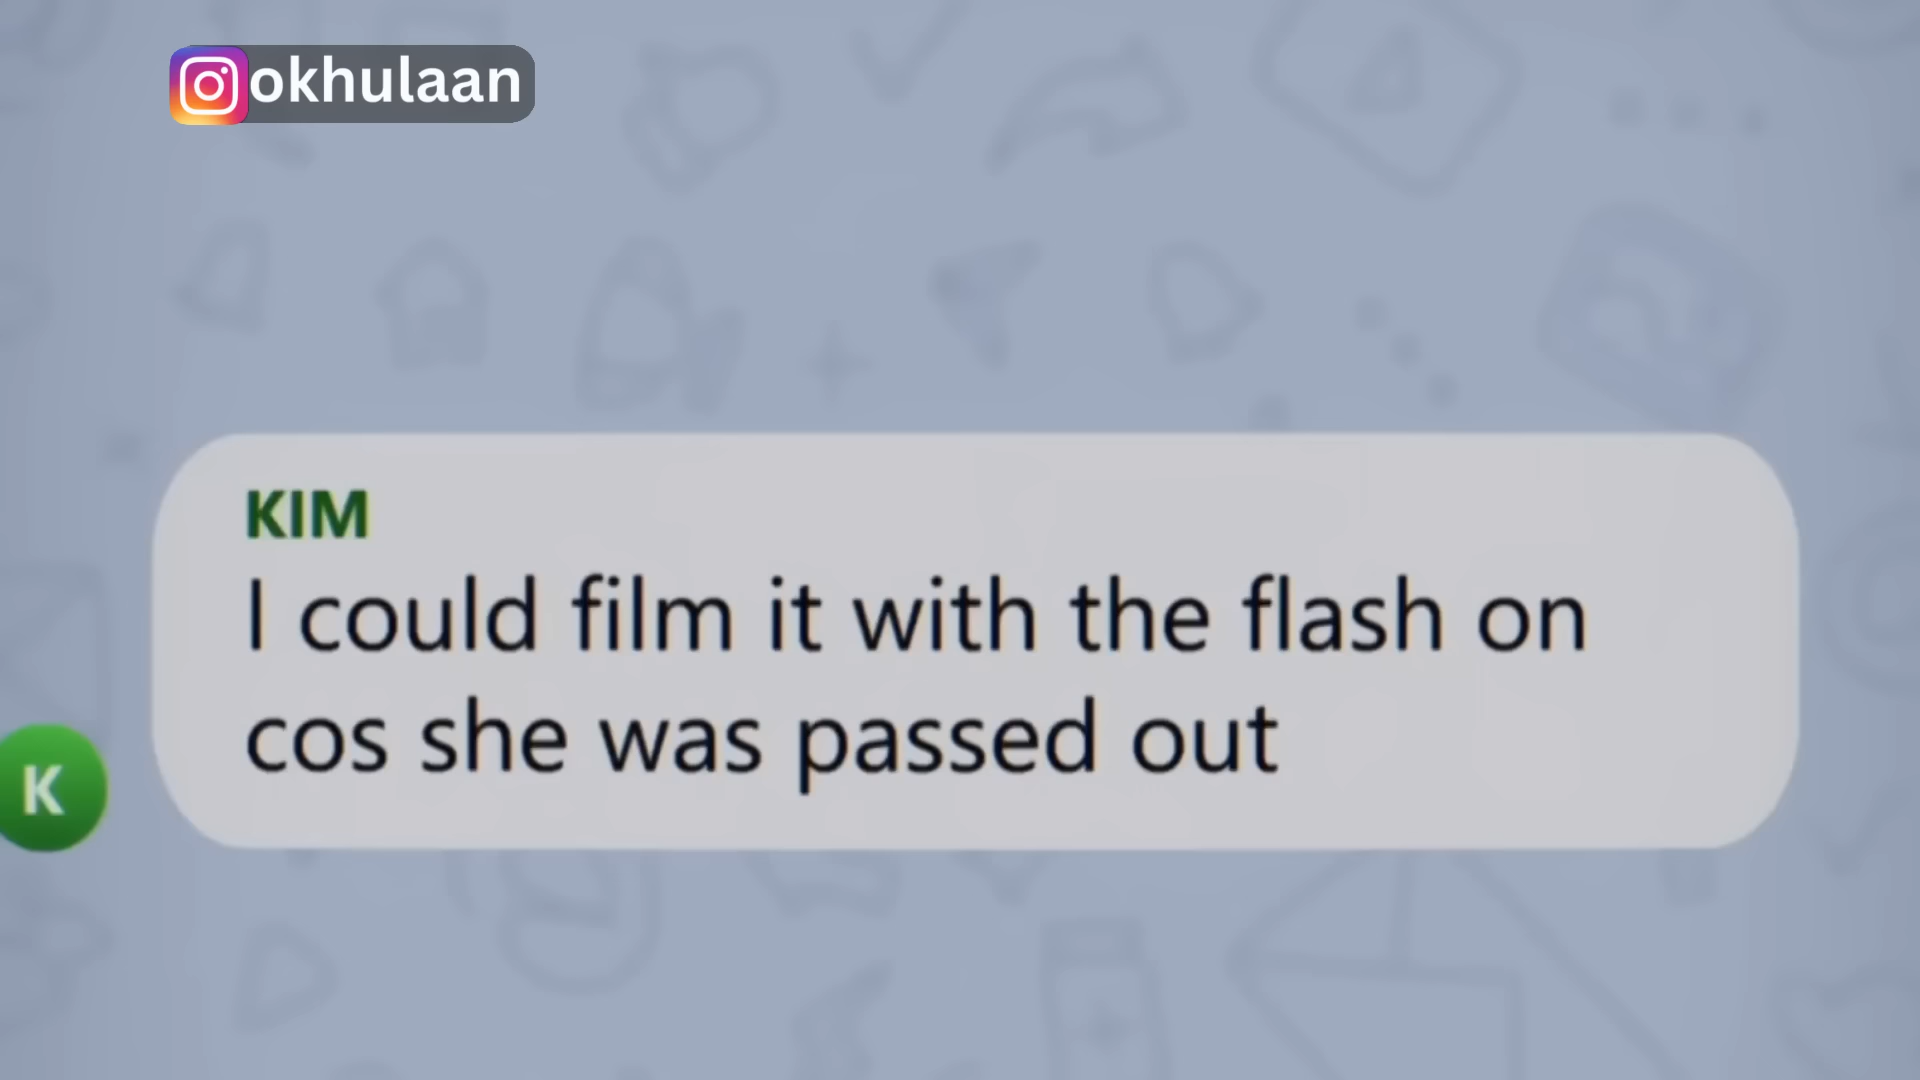 okhulaan
KIM
I could film it with the flash on
cos she was passed out
K